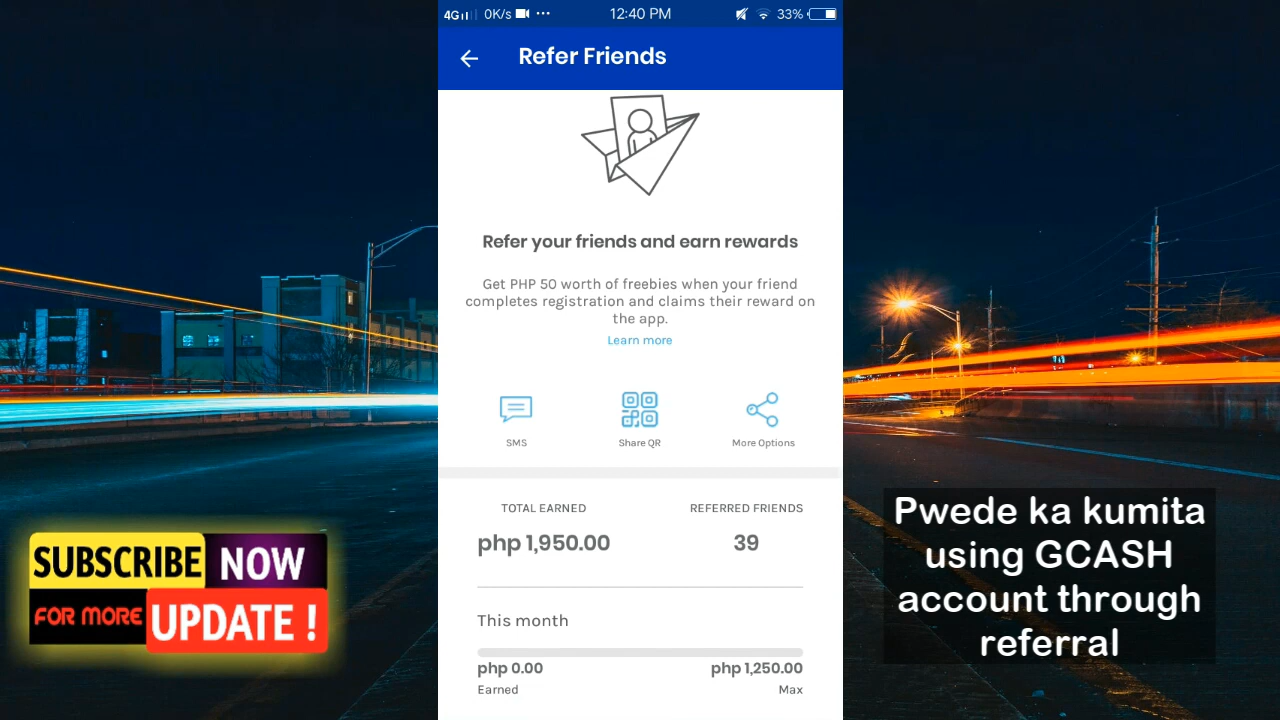 4G 0K/s ... 12:40 PM 33%
Refer Friends
Refer your friends and earn rewards
Get PHP 50 worth of freebies when your friend
completes registration and claims their reward on
the app.
Learn more
SMS Share QR More Options
TOTAL EARNED REFERRED FRIENDS
php 1,950.00 39
This month
php 0.00 php 1,250.00
Earned Max
SUBSCRIBE NOW
FOR MORE UPDATE !
Pwede ka kumita
using GCASH
account through
referral